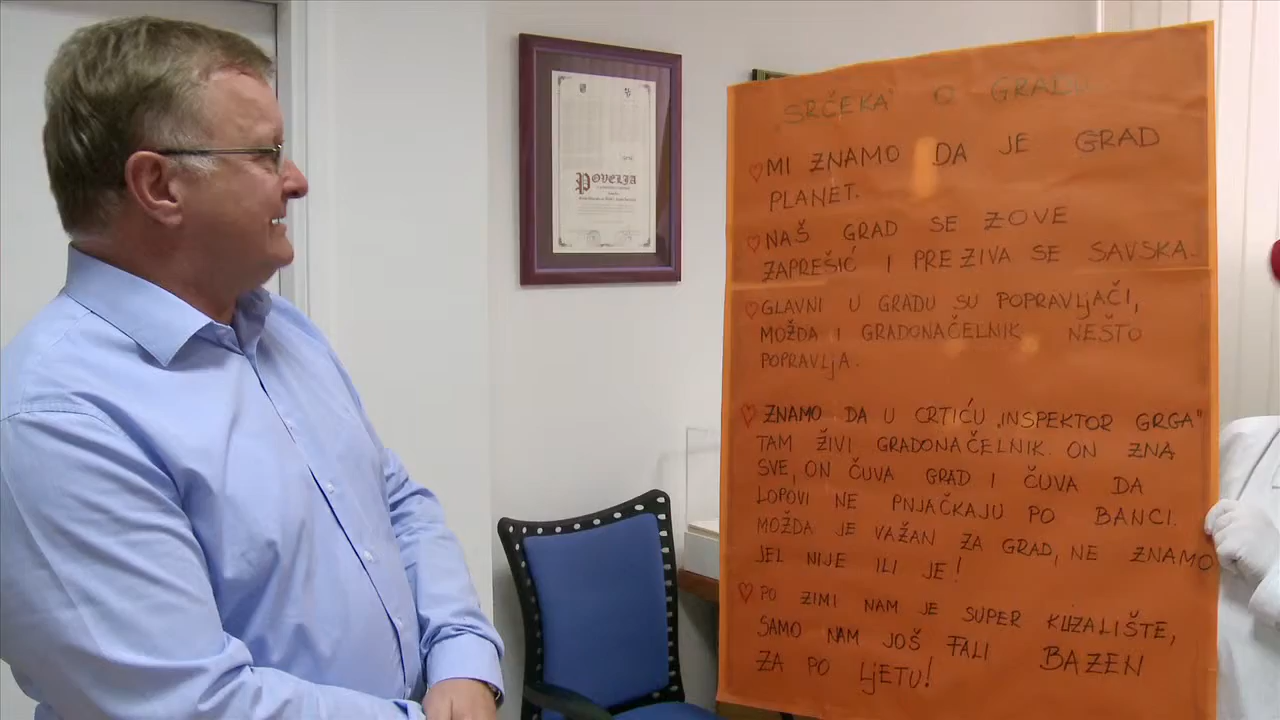 POVELJA
SRČEKA O GRADU
MI ZNAMO DA JE GRAD
PLANET.
NAŠ GRAD SE ZOVE
ZAPREŠIĆ I PREZIVA SE SAVSKA.
GLAVNI U GRADU SU POPRAVLjAČI,
MOŽDA I GRADONAČELNIK NEŠTO
POPRAVLjA.
ZNAMO DA U CRTIĆU „INSPEKTOR GRGA"
TAM ŽIVI GRADONAČELNIK. ON ZNA
SVE, ON ČUVA GRAD I ČUVA DA
LOPOVI NE PNJAČKAJU PO BANCI.
MOŽDA JE VAŽAN ZA GRAD, NE ZNAMO
JEL NIJE ILI JE!
PO ZIMI NAM JE SUPER KLIZALIŠTE,
SAMO NAM JOŠ FALI BAZEN
ZA PO LJETU!